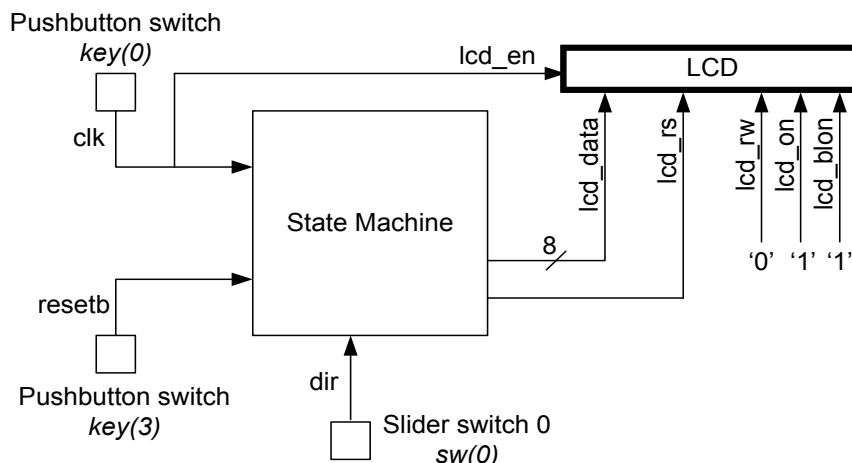 Pushbutton switch
key(0)
lcd_en
LCD
clk
lcd_data
lcd_rs
lcd_rw
lcd_on
lcd_blon
State Machine
8
‘0’
‘1’
‘1’
resetb
dir
Pushbutton switch
key(3)
Slider switch 0
sw(0)